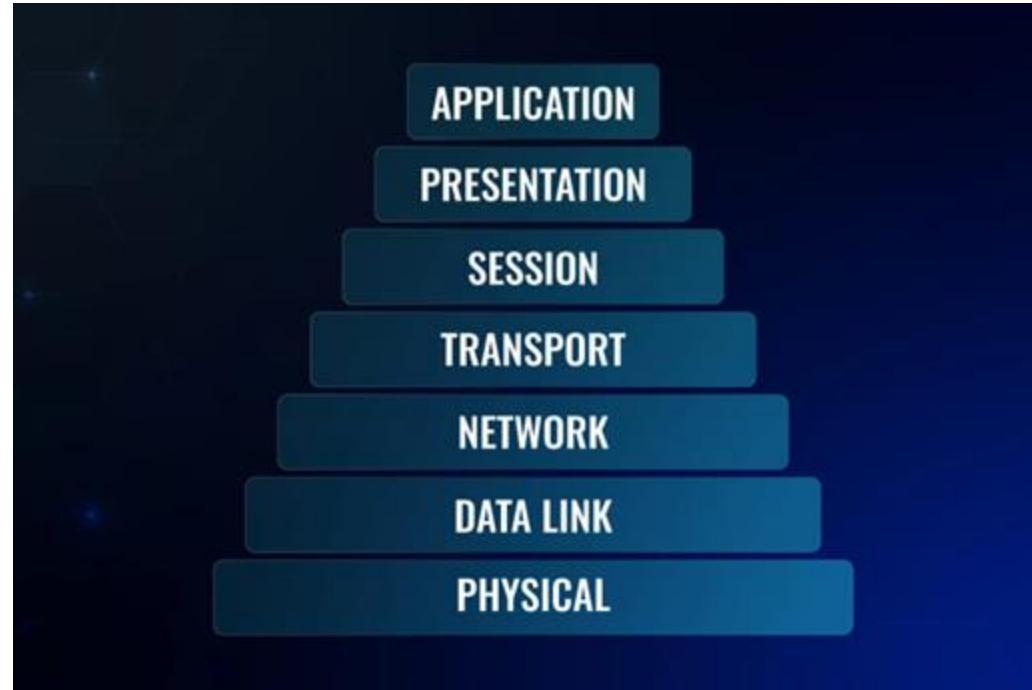 APPLICATION
PRESENTATION
SESSION
TRANSPORT
NETWORK
DATA LINK
PHYSICAL